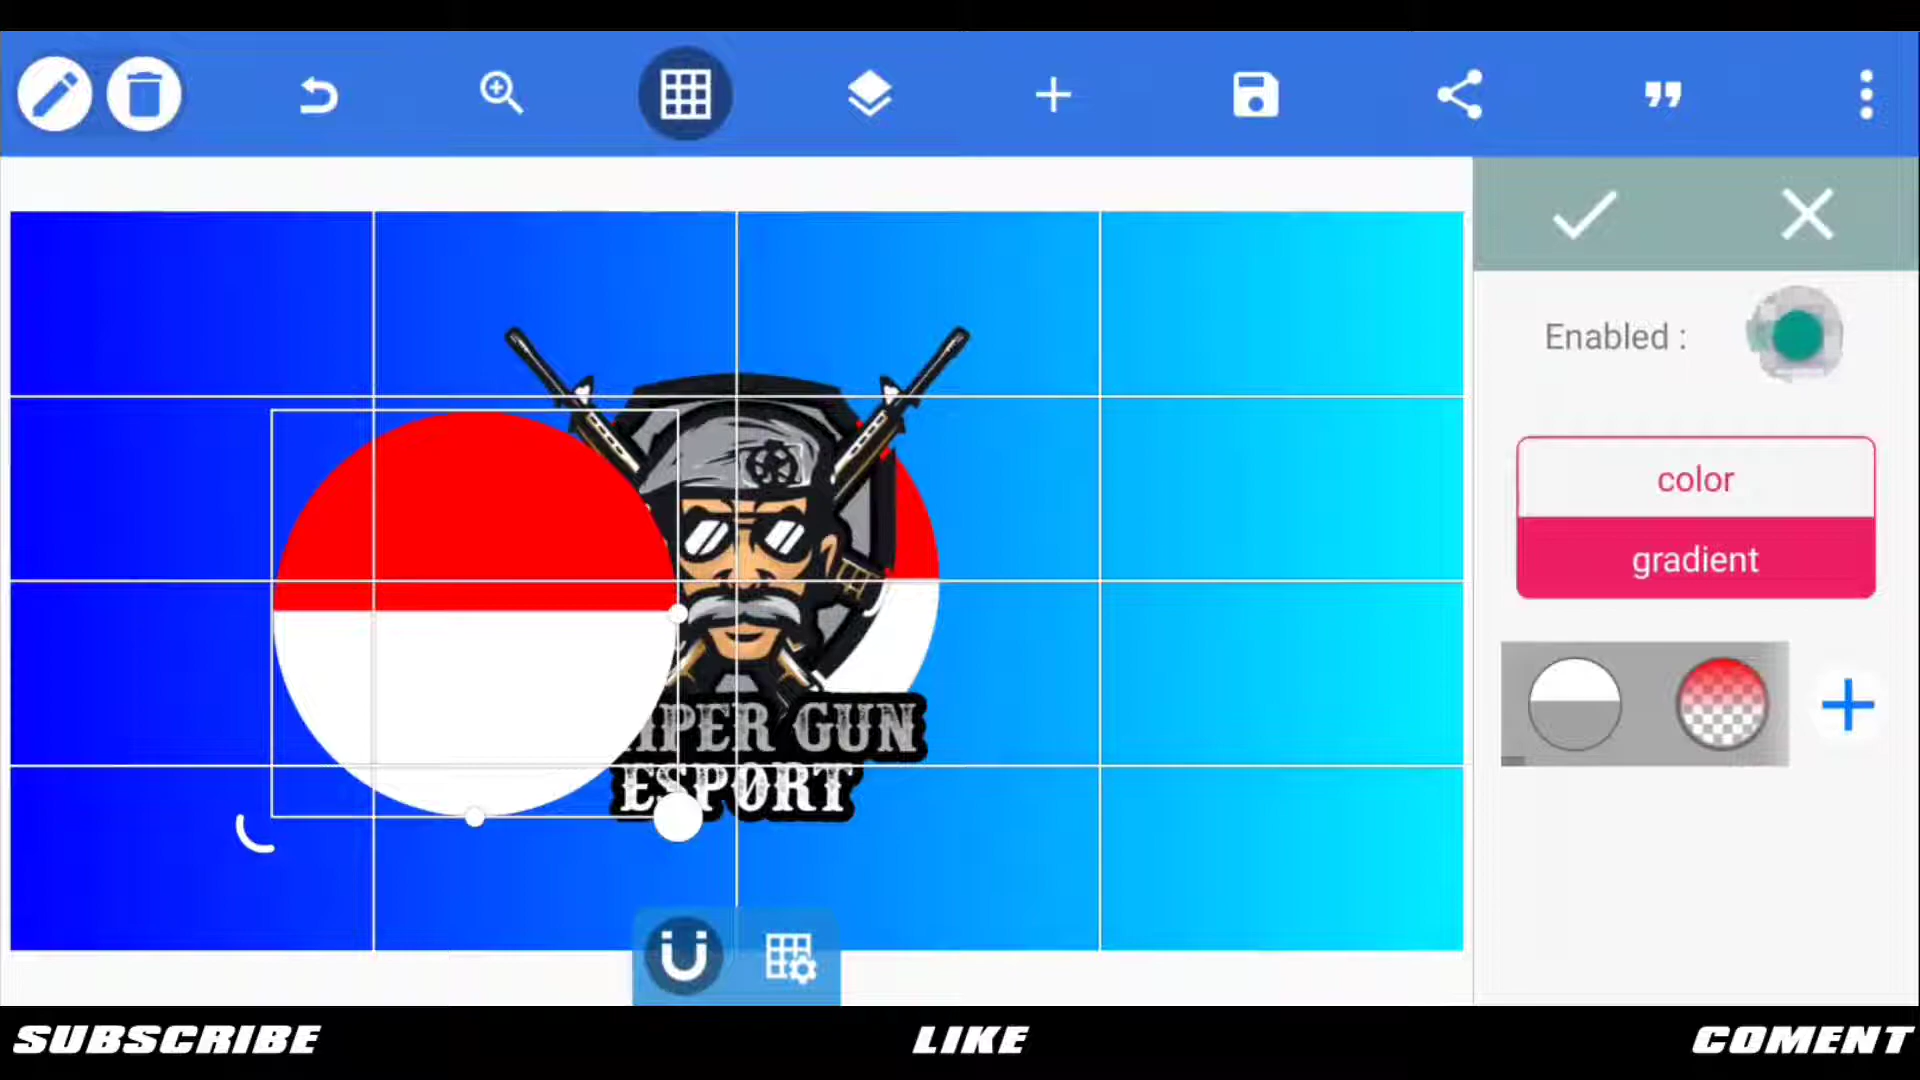 Enabled :
color
gradient
IPER GUN
ESPORT
SUBSCRIBE
LIKE
COMENT